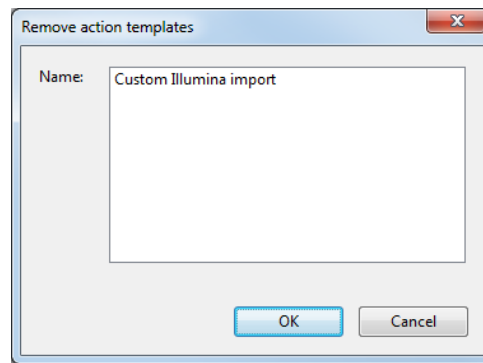 Remove action templates
Name:
Custom Illumina import
OK
Cancel